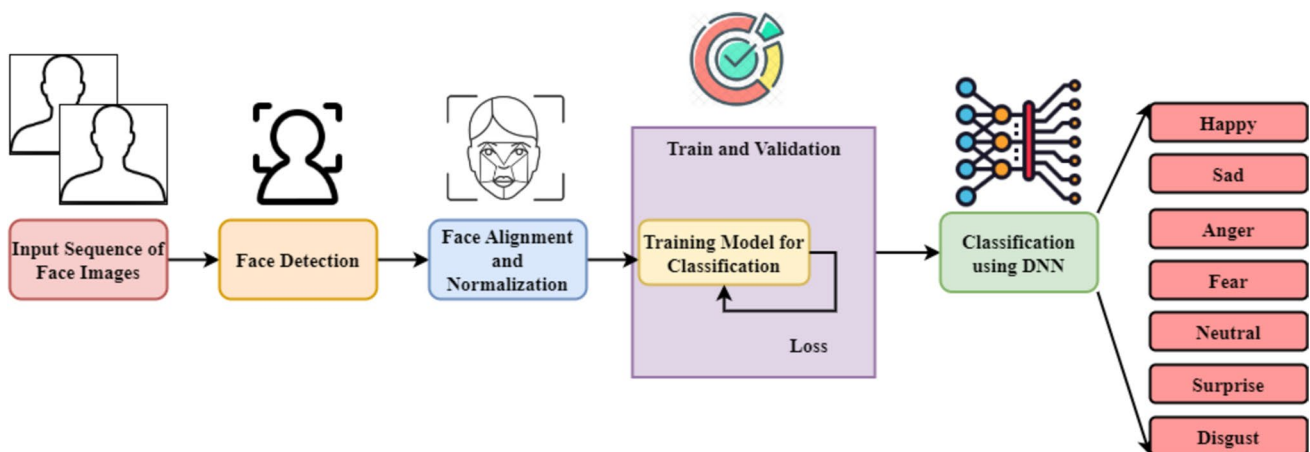 Input Sequence of
Face Images
Face Detection
Face Alignment
and
Normalization
Train and Validation
Training Model for
Classification
Loss
Classification
using DNN
Happy
Sad
Anger
Fear
Neutral
Surprise
Disgust